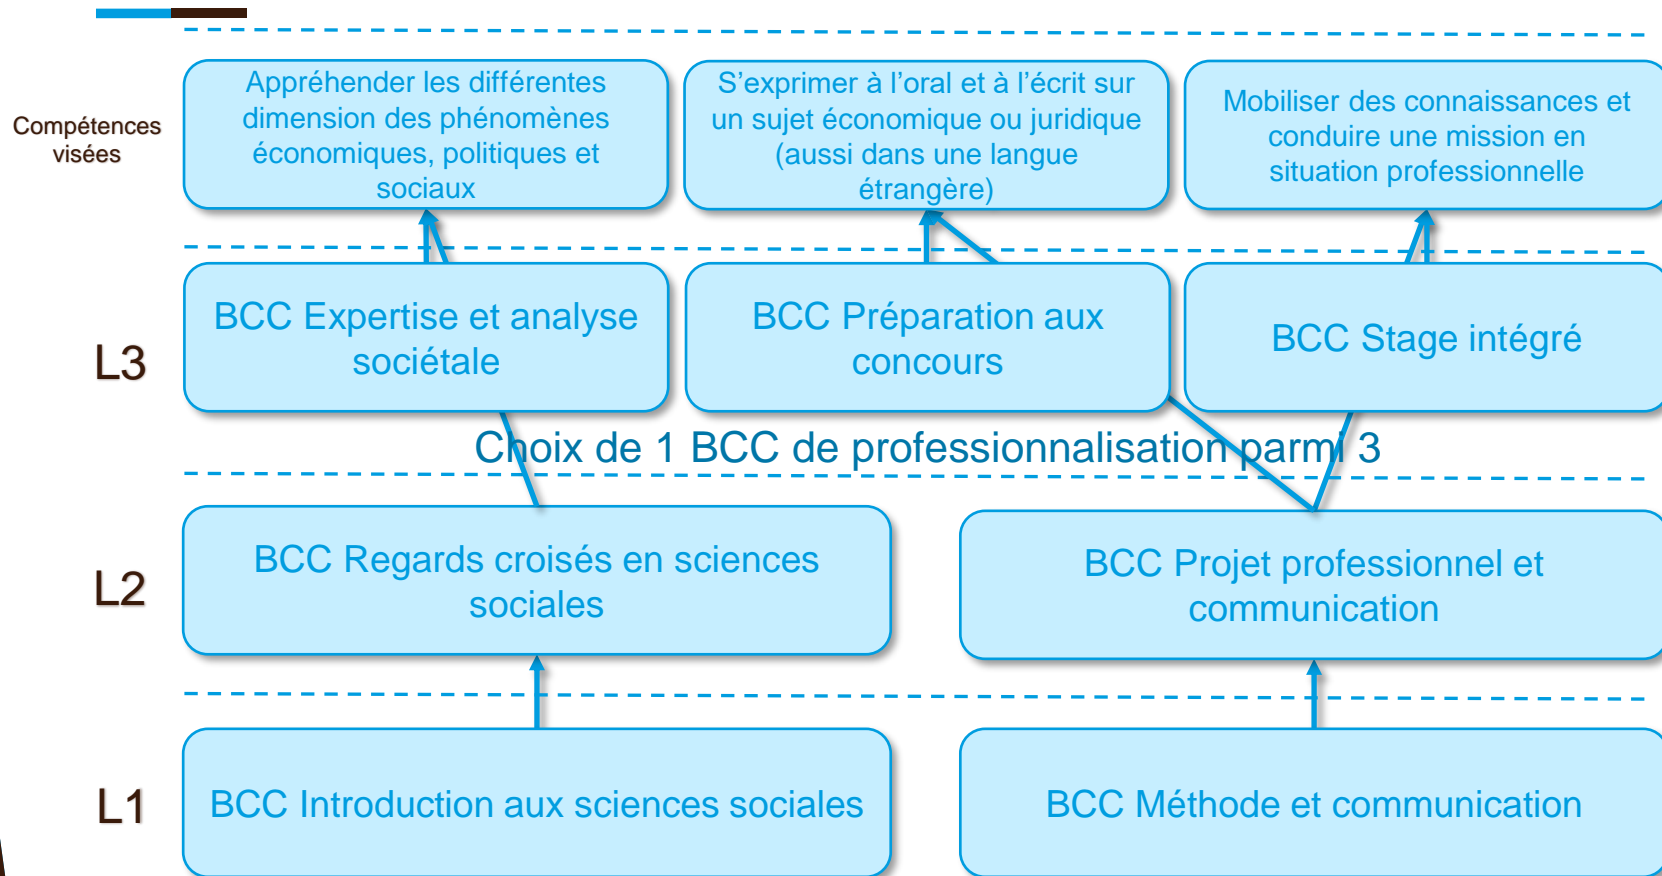 Compétences
visées
Appréhender les différentes
dimension des phénomènes
économiques, politiques et
sociaux
S’exprimer à l’oral et à l’écrit sur
un sujet économique ou juridique
(aussi dans une langue
étrangère)
Mobiliser des connaissances et
conduire une mission en
situation professionnelle
L3
BCC Expertise et analyse
sociétale
BCC Préparation aux
concours
BCC Stage intégré
Choix de 1 BCC de professionnalisation parmi 3
L2
BCC Regards croisés en sciences
sociales
BCC Projet professionnel et
communication
L1
BCC Introduction aux sciences sociales
BCC Méthode et communication